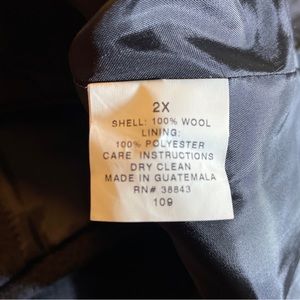 2X
SHELL: 100% WOOL
LINING:
100% POLYESTER
CARE INSTRUCTIONS
DRY CLEAN
MADE IN GUATEMALA
RN# 38843
109